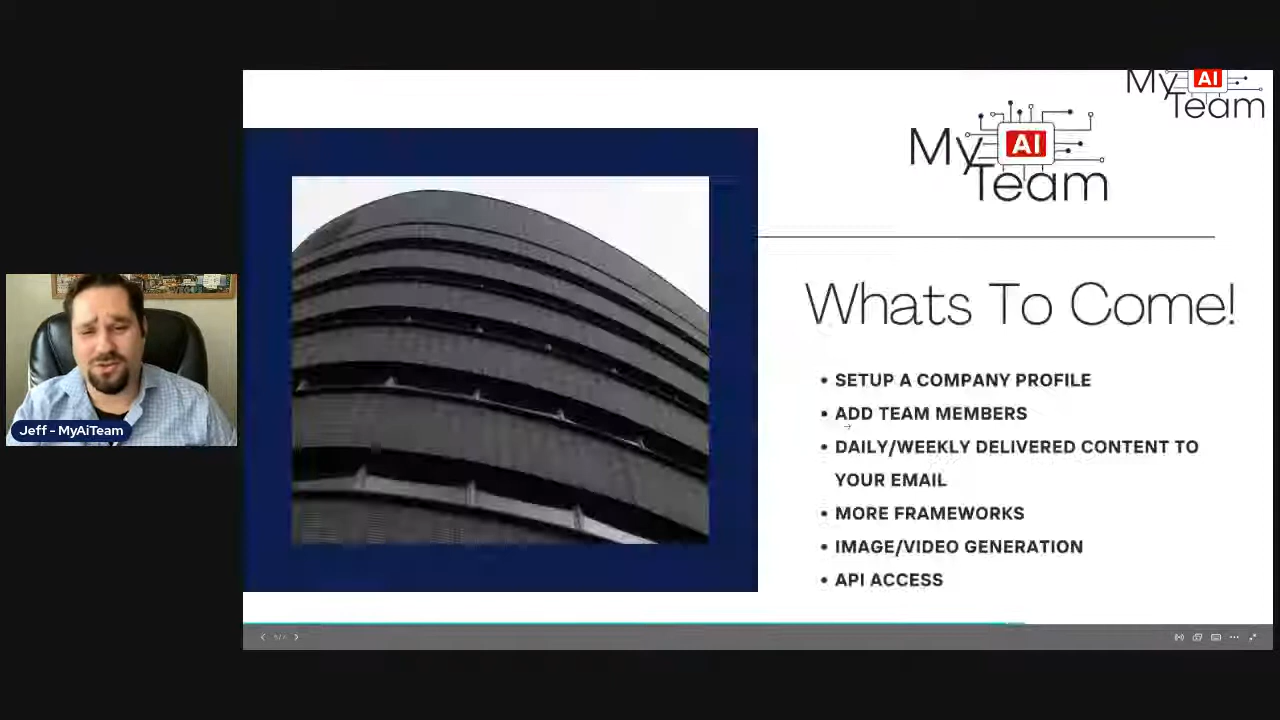 My AI Team
My AI Team
Whats To Come!
• SETUP A COMPANY PROFILE
• ADD TEAM MEMBERS
• DAILY/WEEKLY DELIVERED CONTENT TO
YOUR EMAIL
• MORE FRAMEWORKS
• IMAGE/VIDEO GENERATION
• API ACCESS
Jeff - MyAiTeam